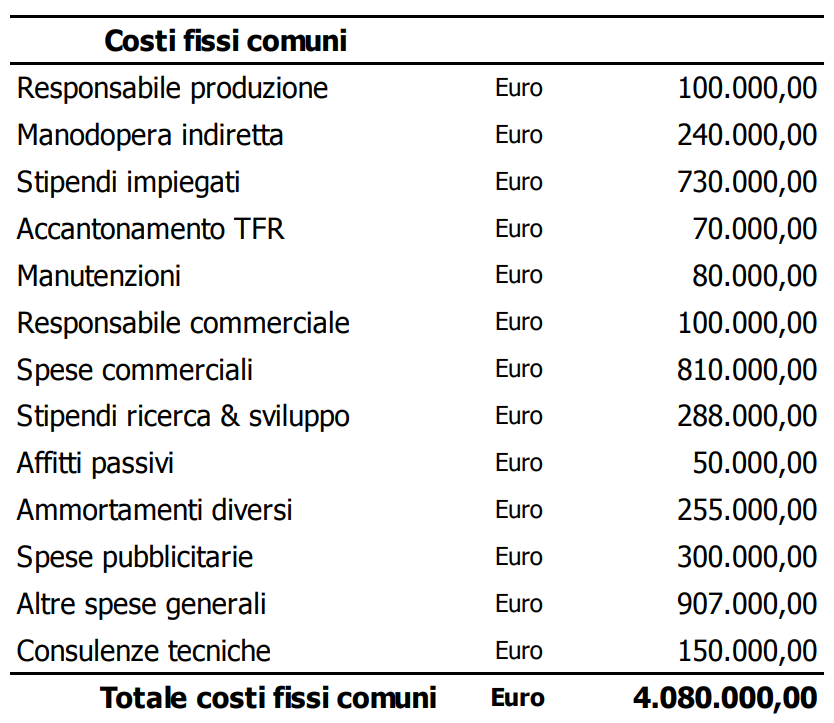 Costi fissi comuni
Responsabile produzione Euro 100.000,00
Manodopera indiretta Euro 240.000,00
Stipendi impiegati Euro 730.000,00
Accantonamento TFR Euro 70.000,00
Manutenzioni Euro 80.000,00
Responsabile commerciale Euro 100.000,00
Spese commerciali Euro 810.000,00
Stipendi ricerca & sviluppo Euro 288.000,00
Affitti passivi Euro 50.000,00
Ammortamenti diversi Euro 255.000,00
Spese pubblicitarie Euro 300.000,00
Altre spese generali Euro 907.000,00
Consulenze tecniche Euro 150.000,00
Totale costi fissi comuni Euro 4.080.000,00